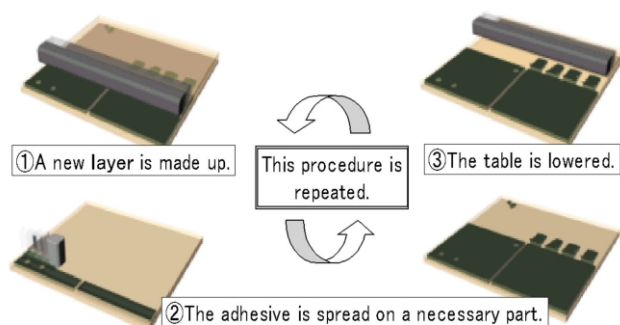 ①A new layer is made up.
③The table is lowered.
This procedure is
repeated.
②The adhesive is spread on a necessary part.